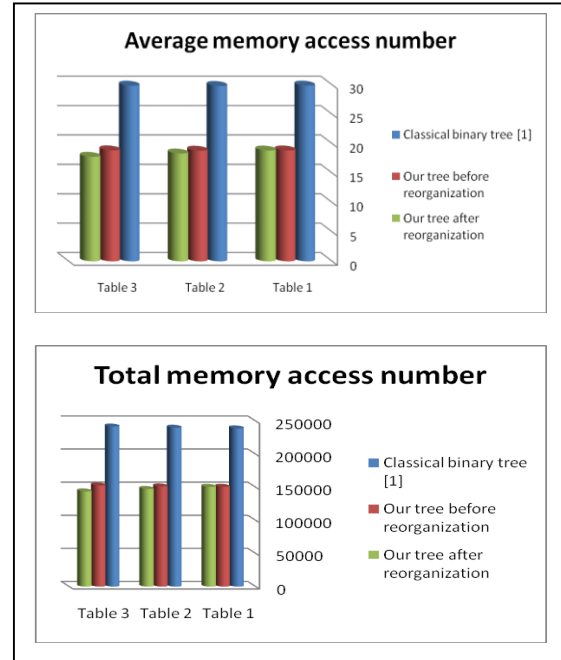 Average memory access number
30
25
20
15
10
5
0
Table 3 Table 2 Table 1
Classical binary tree [1]
Our tree before
reorganization
Our tree after
reorganization
Total memory access number
250000
200000
150000
100000
50000
0
Table 3 Table 2 Table 1
Classical binary tree
[1]
Our tree before
reorganization
Our tree after
reorganization